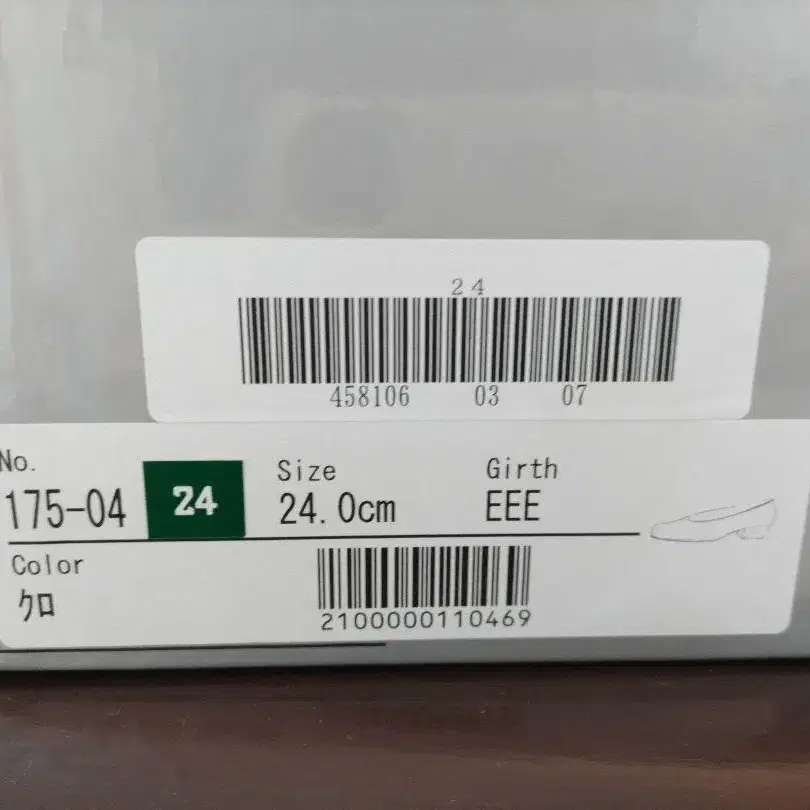 24
458106 03 07
No. Size Girth
175-04 24 24.0cm EEE
Color
クロ
2100000110469